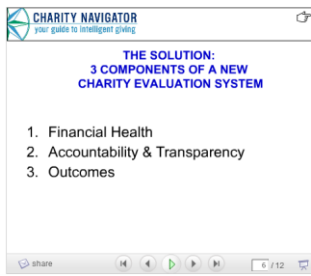 CHARITY NAVIGATOR
your guide to intelligent giving
THE SOLUTION:
3 COMPONENTS OF A NEW
CHARITY EVALUATION SYSTEM
1. Financial Health
2. Accountability & Transparency
3. Outcomes
share
6 / 12